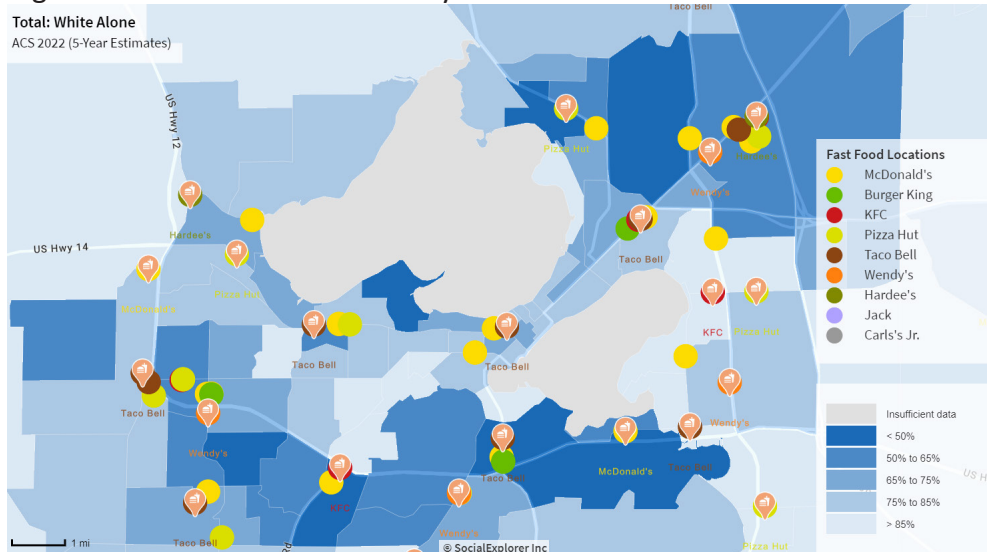 Total: White Alone
ACS 2022 (5-Year Estimates)
Taco Bell
US Hwy 12
Pizza Hut
Hardee's
Wendy's
Fast Food Locations
McDonald's
Burger King
KFC
Pizza Hut
Taco Bell
Wendy's
Hardee's
Jack
Carls's Jr.
Hardee's
US Hwy 14
Taco Bell
Pizza Hut
McDonald's
KFC
Pizza Hut
Taco Bell
Taco Bell
Taco Bell
Wendy's
Wendy's
Insufficient data
< 50%
50% to 65%
65% to 75%
75% to 85%
> 85%
McDonald's
Taco Bell
Taco Bell
US H
KFC
Wendy's
Taco Bell
Rd
Pizza Hut
1 mi
© SocialExplorer Inc